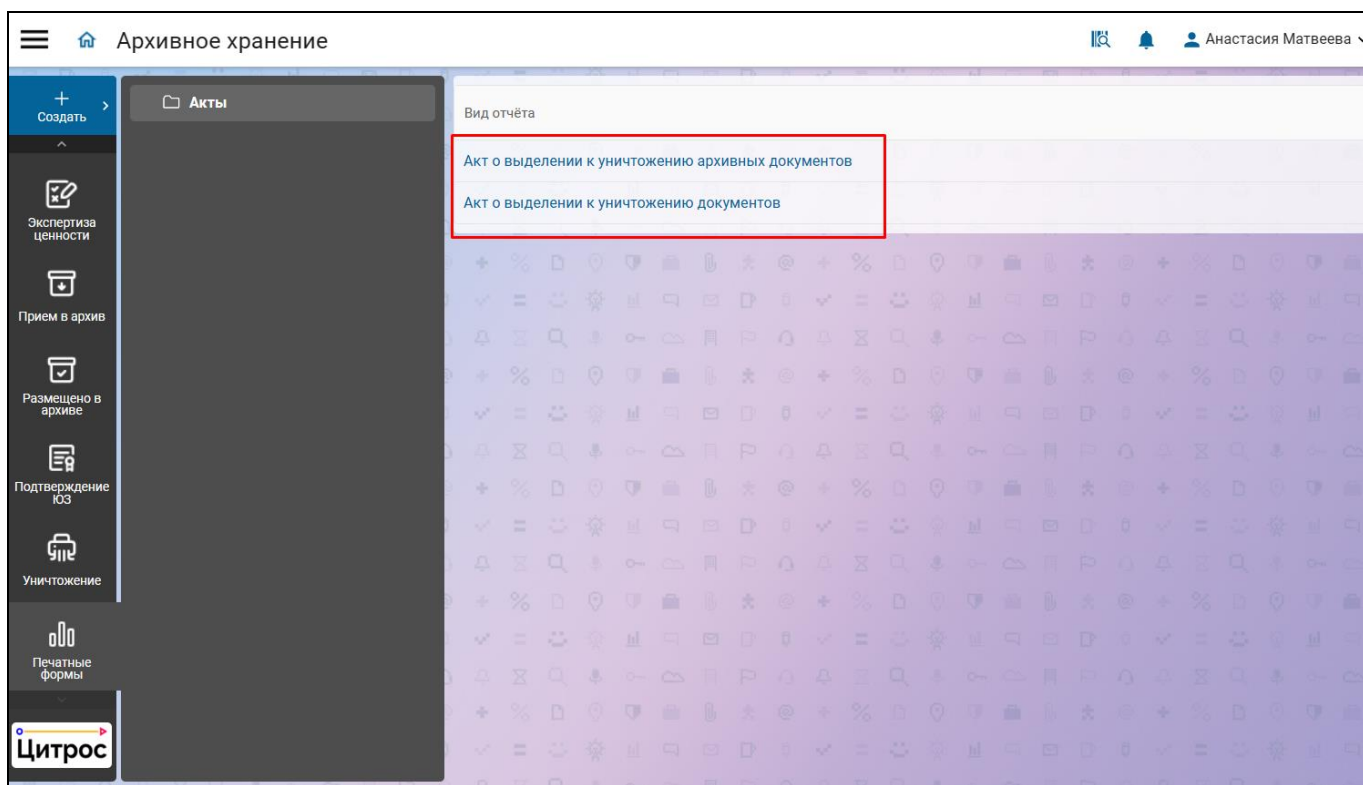 Архивное хранение
Анастасия Матвеева
Создать
Акты
Вид отчёта
Акт о выделении к уничтожению архивных документов
Акт о выделении к уничтожению документов
Экспертиза
ценности
Прием в архив
Размещено в
архиве
Подтверждение
ЮЗ
Уничтожение
Печатные
формы
Цитрос